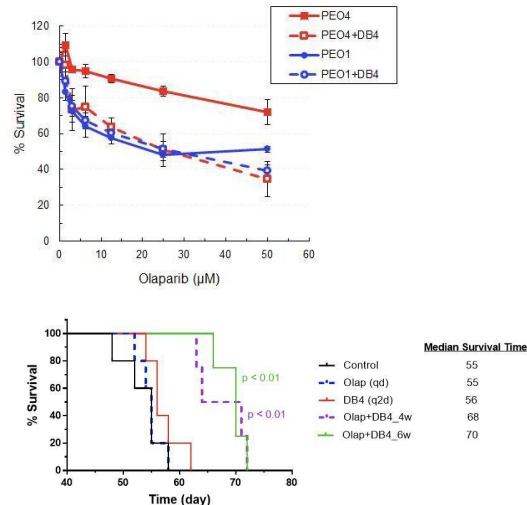 120
100
80
60
40
20
0
% Survival
0 10 20 30 40 50 60
Olaparib (µM)
PEO4
PEO4+DB4
PEO1
PEO1+DB4
100
80
60
40
20
0
% Survival
40 50 60 70 80
Time (day)
p < 0.01
p < 0.01
Median Survival Time
Control 55
Olap (qd) 55
DB4 (q2d) 56
Olap+DB4_4w 68
Olap+DB4_6w 70